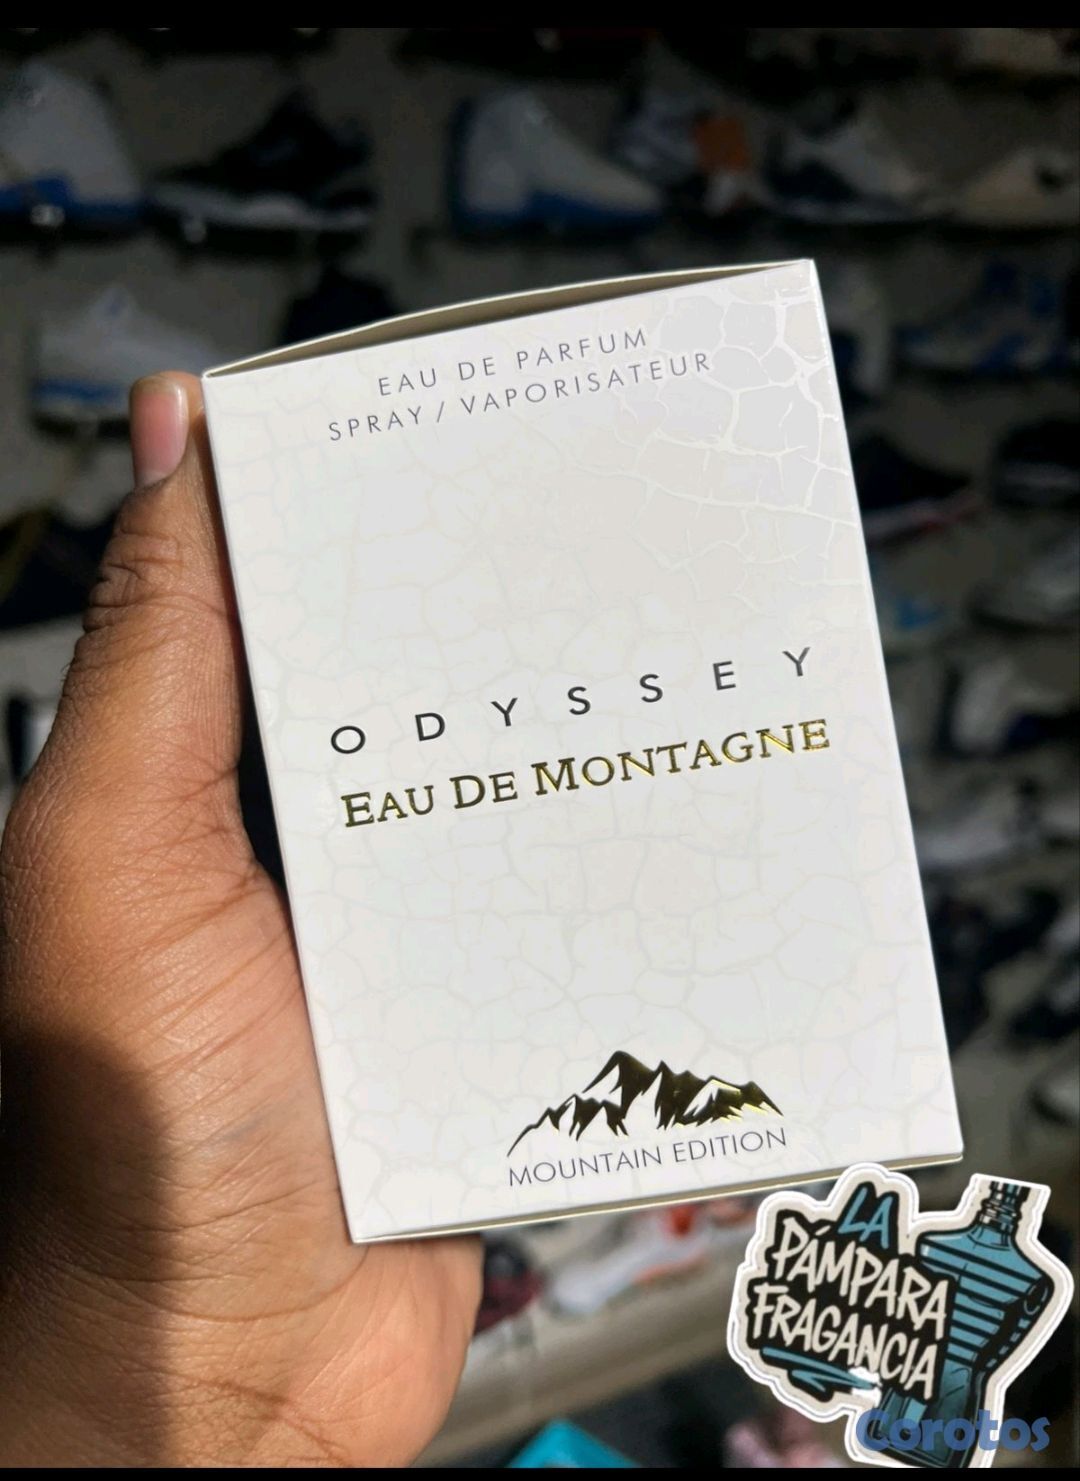 EAU DE PARFUM
SPRAY / VAPORISATEUR
ODYSSEY
EAU DE MONTAGNE
MOUNTAIN EDITION
LA
PÁMPARA
FRAGANCIA
Corotos